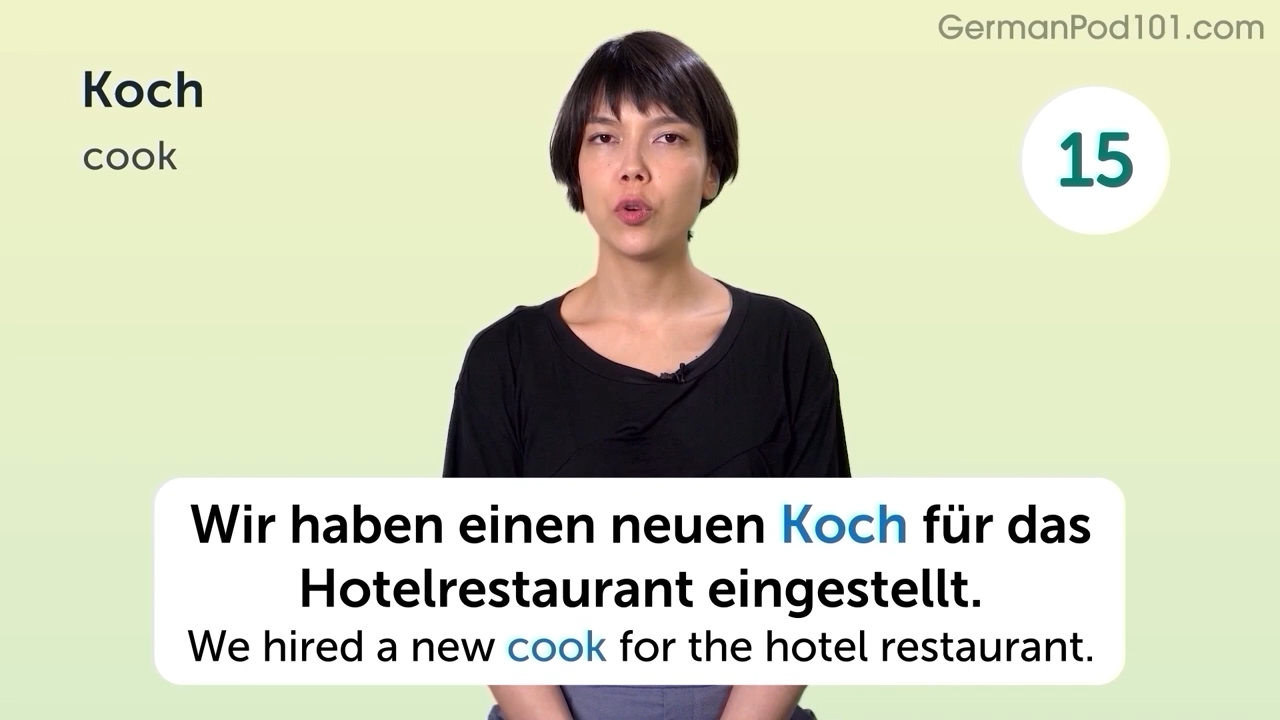 GermanPod101.com
Koch
cook
15
Wir haben einen neuen Koch für das
Hotelrestaurant eingestellt.
We hired a new cook for the hotel restaurant.